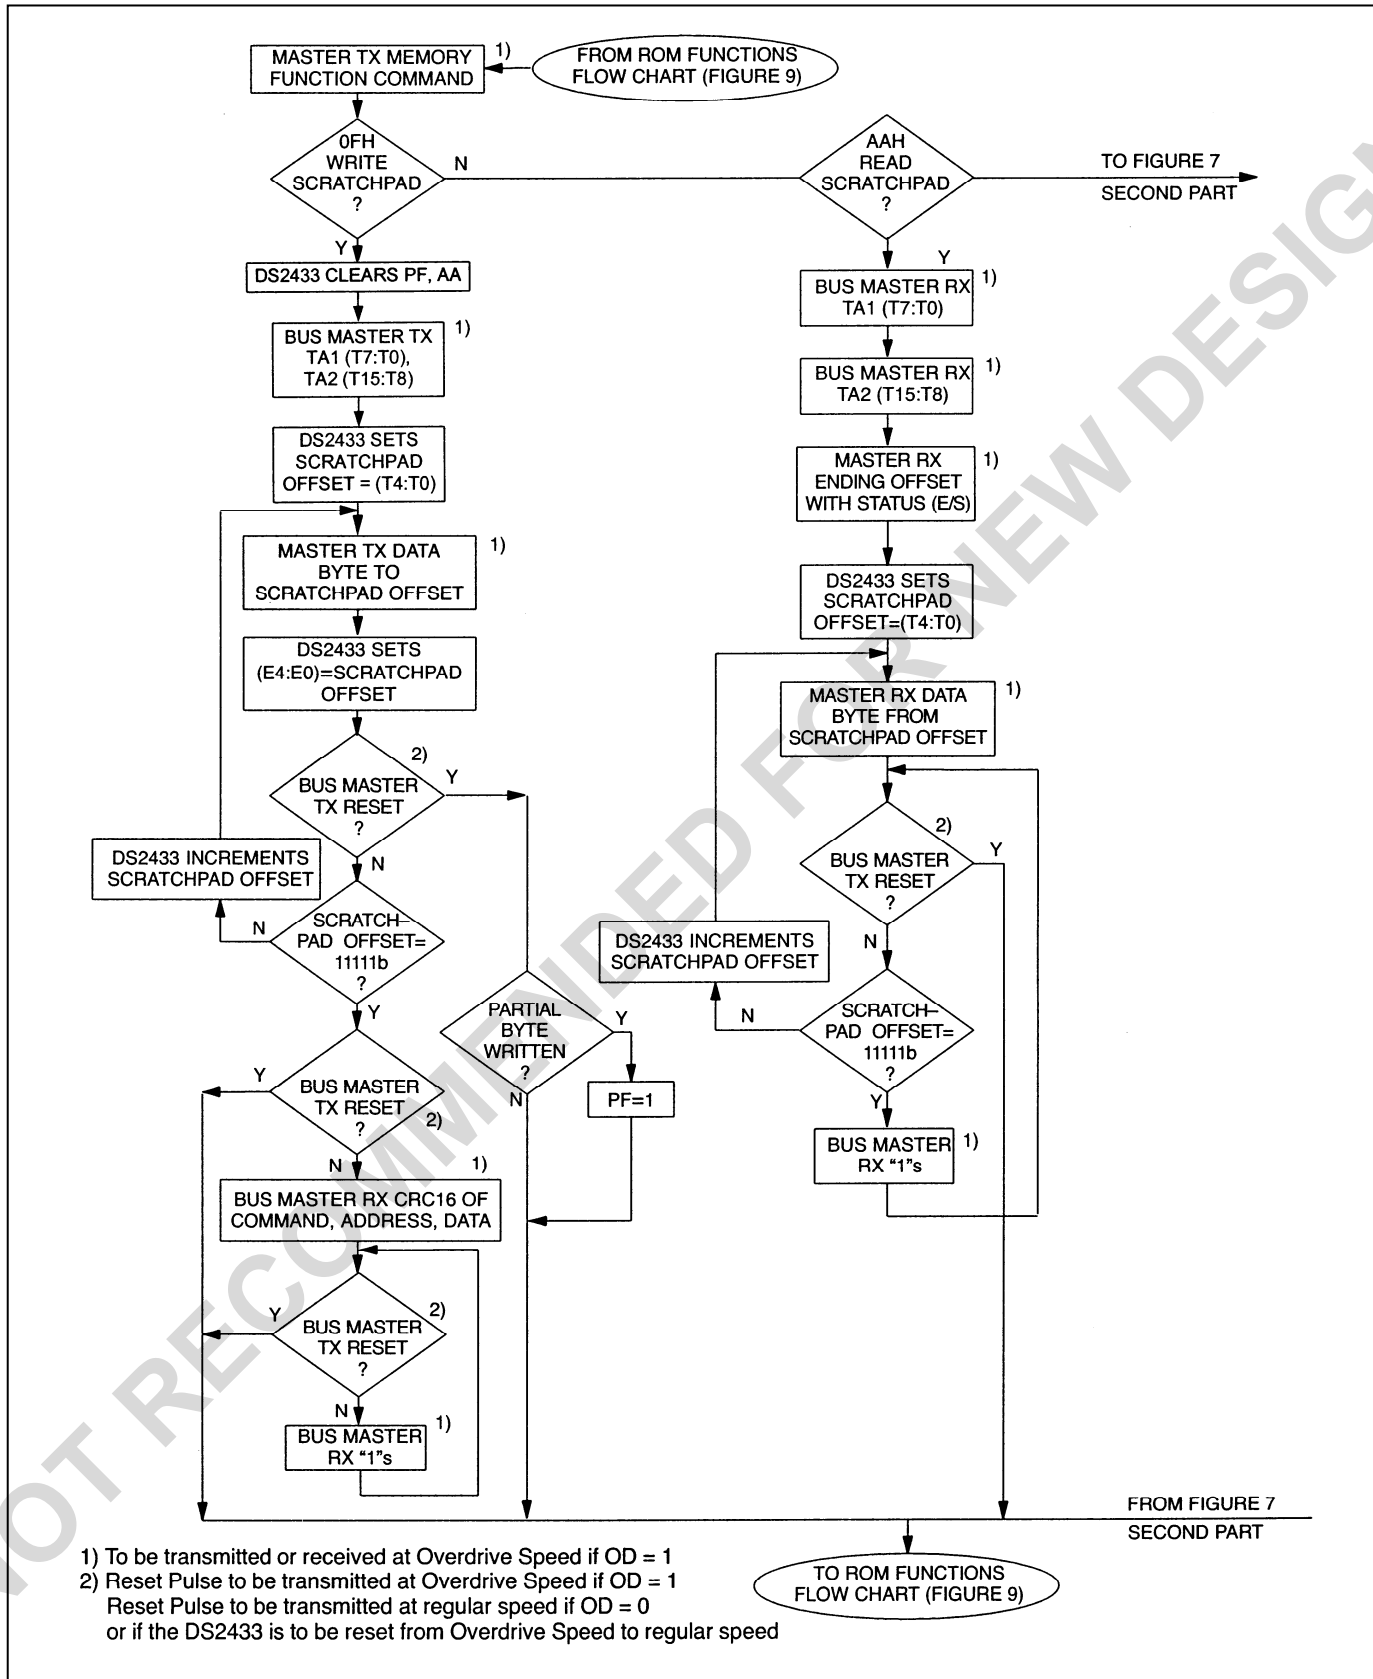 MASTER TX MEMORY
FUNCTION COMMAND
1)
FROM ROM FUNCTIONS
FLOW CHART (FIGURE 9)
0FH
WRITE
SCRATCHPAD
?
N
Y
AAH
READ
SCRATCHPAD
?
TO FIGURE 7
SECOND PART
Y
DS2433 CLEARS PF, AA
BUS MASTER TX
TA1 (T7:T0),
TA2 (T15:T8)
1)
DS2433 SETS
SCRATCHPAD
OFFSET = (T4:T0)
MASTER TX DATA
BYTE TO
SCRATCHPAD OFFSET
1)
DS2433 SETS
(E4:E0)=SCRATCHPAD
OFFSET
BUS MASTER
TX RESET
?
2)
Y
N
DS2433 INCREMENTS
SCRATCHPAD OFFSET
SCRATCH–
PAD OFFSET=
11111b
?
N
Y
BUS MASTER
TX RESET
?
2)
Y
N
PARTIAL
BYTE
WRITTEN
?
Y
N
PF=1
BUS MASTER RX CRC16 OF
COMMAND, ADDRESS, DATA
1)
BUS MASTER
TX RESET
?
2)
Y
N
BUS MASTER
RX “1”s
1)
BUS MASTER RX
TA1 (T7:T0)
1)
BUS MASTER RX
TA2 (T15:T8)
1)
MASTER RX
ENDING OFFSET
WITH STATUS (E/S)
1)
DS2433 SETS
SCRATCHPAD
OFFSET=(T4:T0)
MASTER RX DATA
BYTE FROM
SCRATCHPAD OFFSET
1)
BUS MASTER
TX RESET
?
2)
Y
N
DS2433 INCREMENTS
SCRATCHPAD OFFSET
SCRATCH–
PAD OFFSET=
11111b
?
N
Y
BUS MASTER
RX “1”s
1)
FROM FIGURE 7
SECOND PART
TO ROM FUNCTIONS
FLOW CHART (FIGURE 9)
1) To be transmitted or received at Overdrive Speed if OD = 1
2) Reset Pulse to be transmitted at Overdrive Speed if OD = 1
Reset Pulse to be transmitted at regular speed if OD = 0
or if the DS2433 is to be reset from Overdrive Speed to regular speed
NOT RECOMMENDED FOR NEW DESIGN